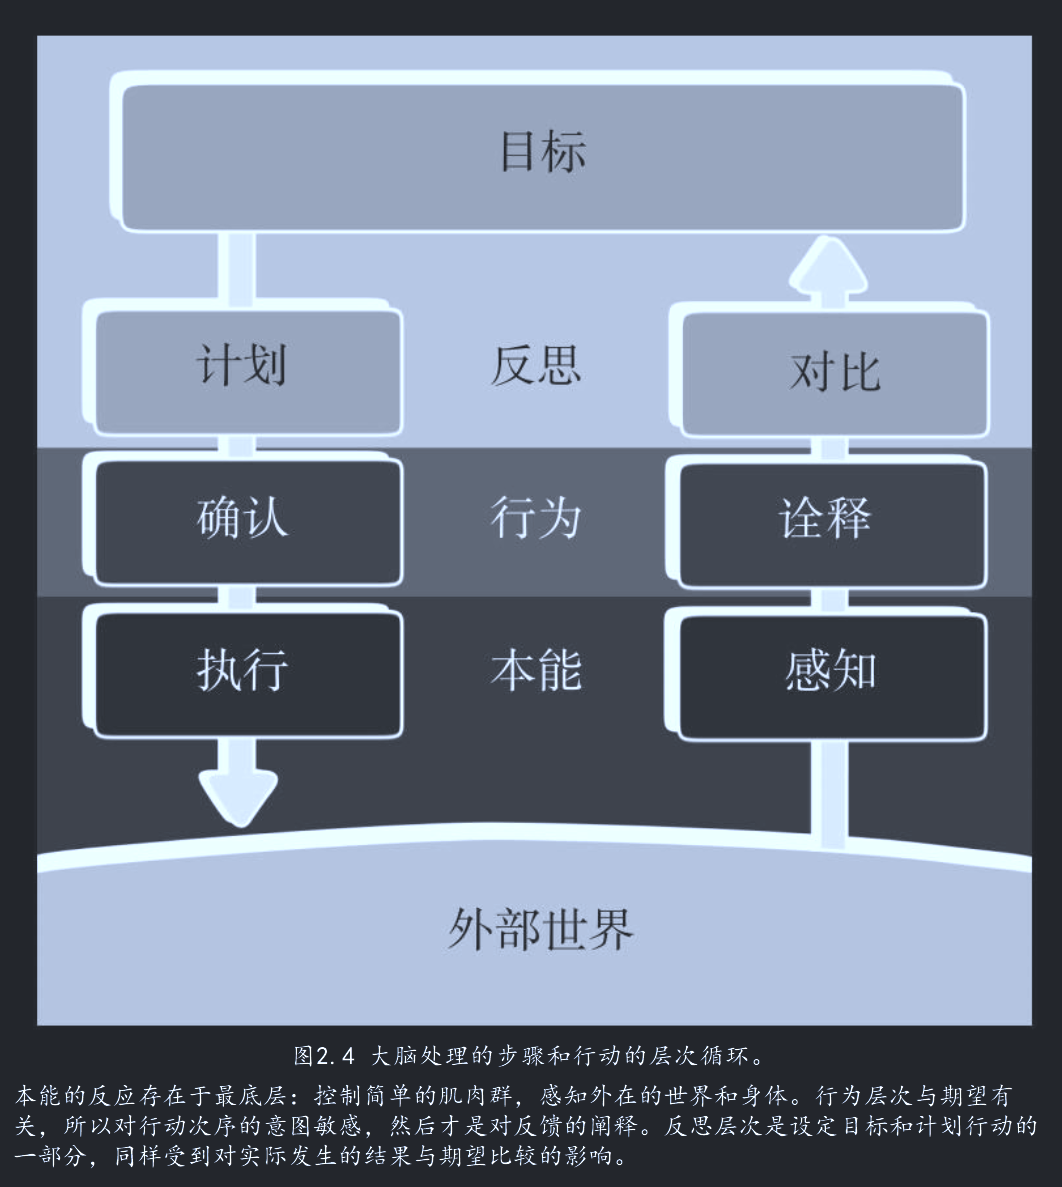 目标
计划 反思 对比
确认 行为 诠释
执行 本能 感知
外部世界
图2.4 大脑处理的步骤和行动的层次循环。
本能的反应存在于最底层：控制简单的肌肉群，感知外在的世界和身体。行为层次与期望有
关，所以对行动次序的意图敏感，然后才是对反馈的阐释。反思层次是设定目标和计划行动的
一部分，同样受到对实际发生的结果与期望比较的影响。